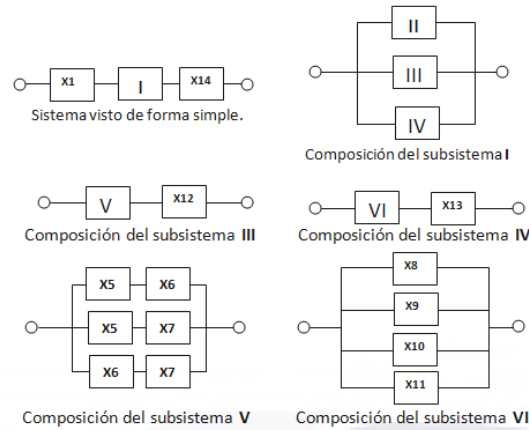 X1 I X14
Sistema visto de forma simple.
II
III
IV
Composición del subsistema I
V X12
Composición del subsistema III
VI X13
Composición del subsistema IV
X5 X6
X5 X7
X6 X7
Composición del subsistema V
X8
X9
X10
X11
Composición del subsistema VI